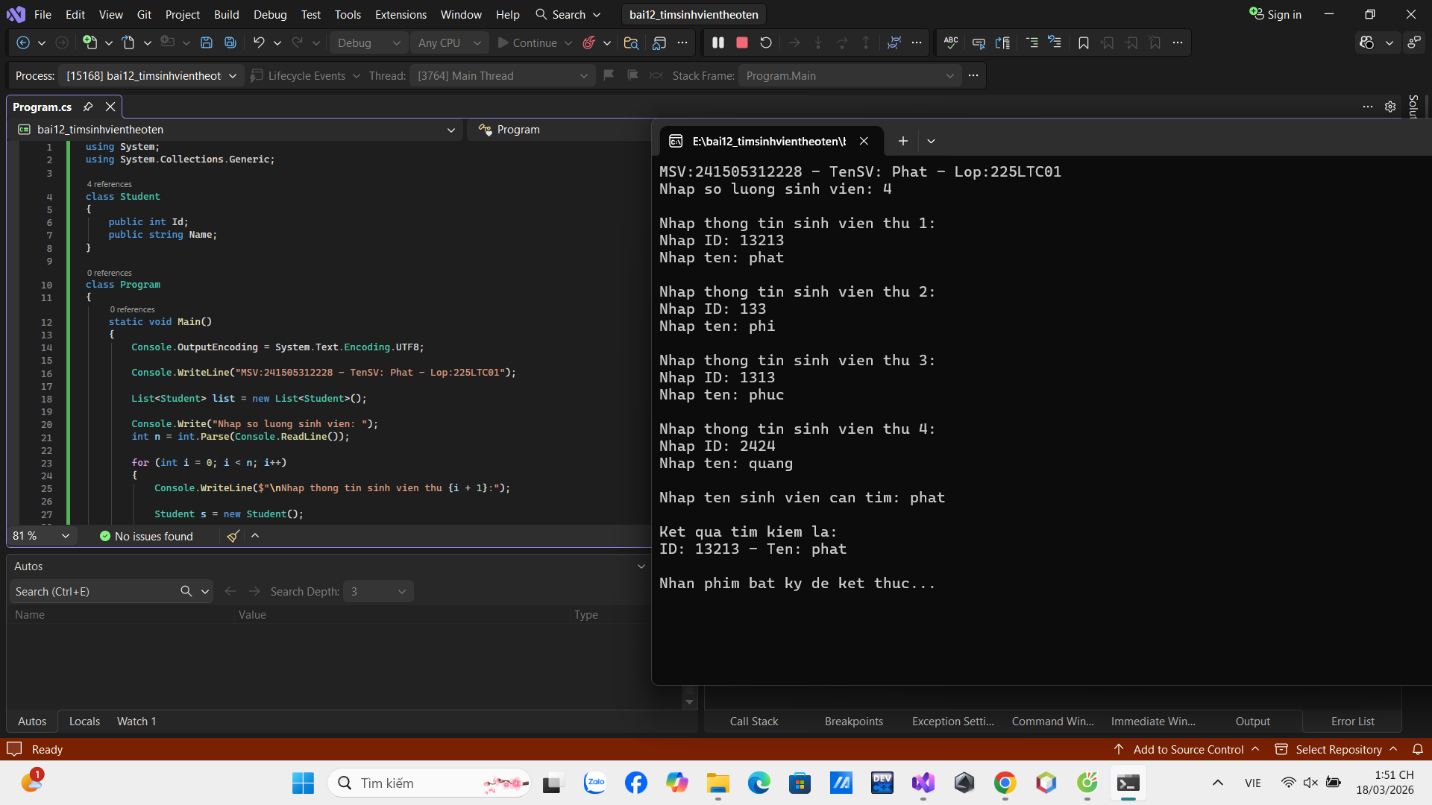 File Edit View Git Project Build Debug Test Tools Extensions Window Help Search bai12_timsinhvientheoten Sign in
Debug Any CPU Continue
Process: [15168] bai12_timsinhvientheot Lifecycle Events Thread: [3764] Main Thread Stack Frame: Program.Main
Program.cs
bai12_timsinhvientheoten Program
1 using System;
2 using System.Collections.Generic;
3
4 references
4 class Student
5 {
6 public int Id;
7 public string Name;
8 }
9
0 references
10 class Program
11 {
0 references
12 static void Main()
13 {
14 Console.OutputEncoding = System.Text.Encoding.UTF8;
15
16 Console.WriteLine("MSV:241505312228 - TenSV: Phat - Lop:225LTC01");
17
18 List<Student> list = new List<Student>();
19
20 Console.Write("Nhap so luong sinh vien: ");
21 int n = int.Parse(Console.ReadLine());
22
23 for (int i = 0; i < n; i++)
24 {
25 Console.WriteLine($"\nNhap thong tin sinh vien thu {i + 1}:");
26
27 Student s = new Student();
81 % No issues found
Autos
Search (Ctrl+E) Search Depth: 3
Name Value Type
Autos Locals Watch 1
E:\bai12_timsinhvientheoten\
MSV:241505312228 - TenSV: Phat - Lop:225LTC01
Nhap so luong sinh vien: 4
Nhap thong tin sinh vien thu 1:
Nhap ID: 13213
Nhap ten: phat
Nhap thong tin sinh vien thu 2:
Nhap ID: 133
Nhap ten: phi
Nhap thong tin sinh vien thu 3:
Nhap ID: 1313
Nhap ten: phuc
Nhap thong tin sinh vien thu 4:
Nhap ID: 2424
Nhap ten: quang
Nhap ten sinh vien can tim: phat
Ket qua tim kiem la:
ID: 13213 - Ten: phat
Nhan phim bat ky de ket thuc...
Call Stack Breakpoints Exception Setti... Command Win... Immediate Win... Output Error List
Ready Add to Source Control Select Repository
1 Tìm kiếm Zalo DEV VIE 1:51 CH
18/03/2026